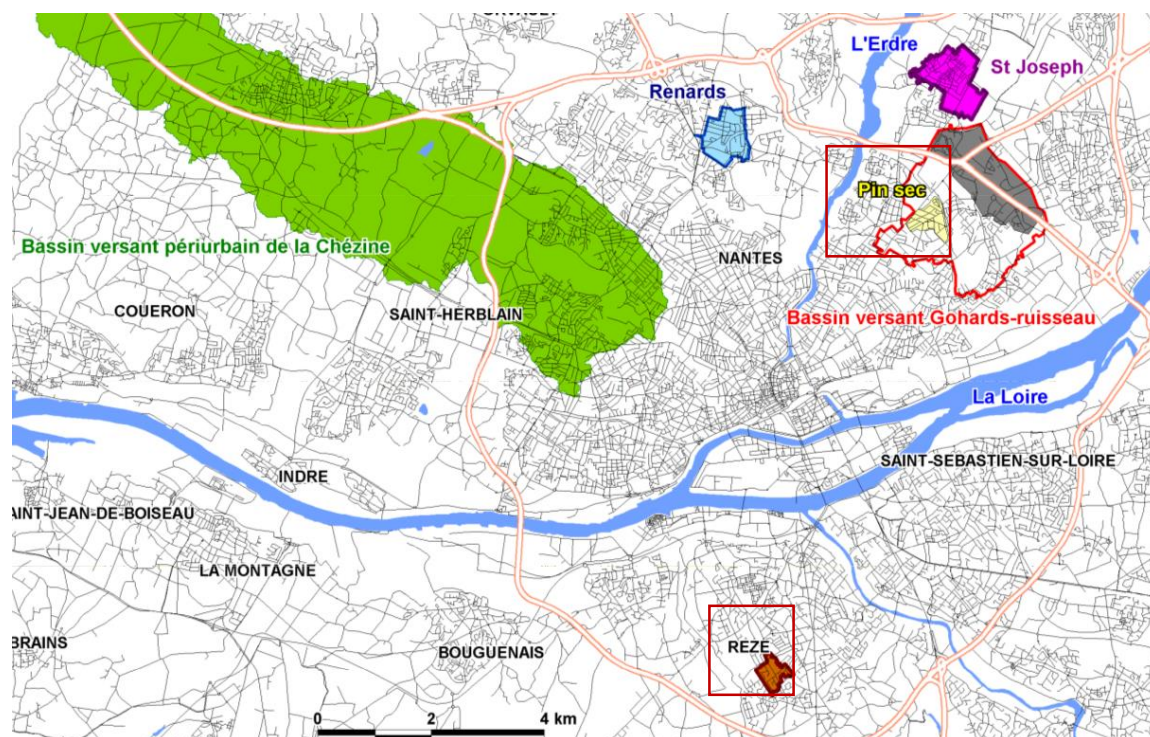 L'Erdre
St Joseph
Renards
Pin sec
Bassin versant périurbain de la Chézine
NANTES
COUERON
SAINT-HERBLAIN
Bassin versant Gohards-ruisseau
La Loire
SAINT-SEBASTIEN-SUR-LOIRE
INDRE
AINT-JEAN-DE-BOISEAU
LA MONTAGNE
BRAINS
BOUGUENAIS
REZE
0 2 4 km